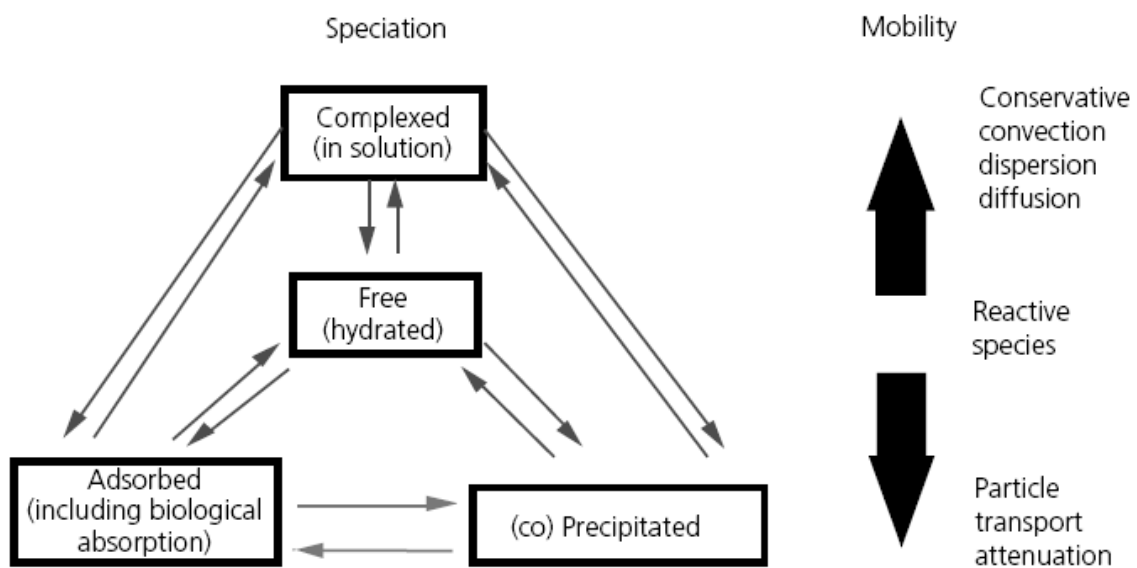 Speciation
Mobility
Complexed
(in solution)
Conservative
convection
dispersion
diffusion
Free
(hydrated)
Reactive
species
Adsorbed
(including biological
absorption)
(co) Precipitated
Particle
transport
attenuation